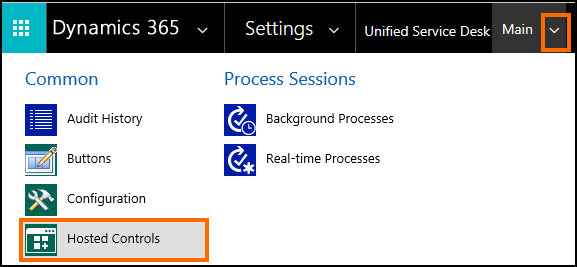 Dynamics 365 Settings Unified Service Desk Main
Common Process Sessions
Audit History Background Processes
Buttons Real-time Processes
Configuration
Hosted Controls